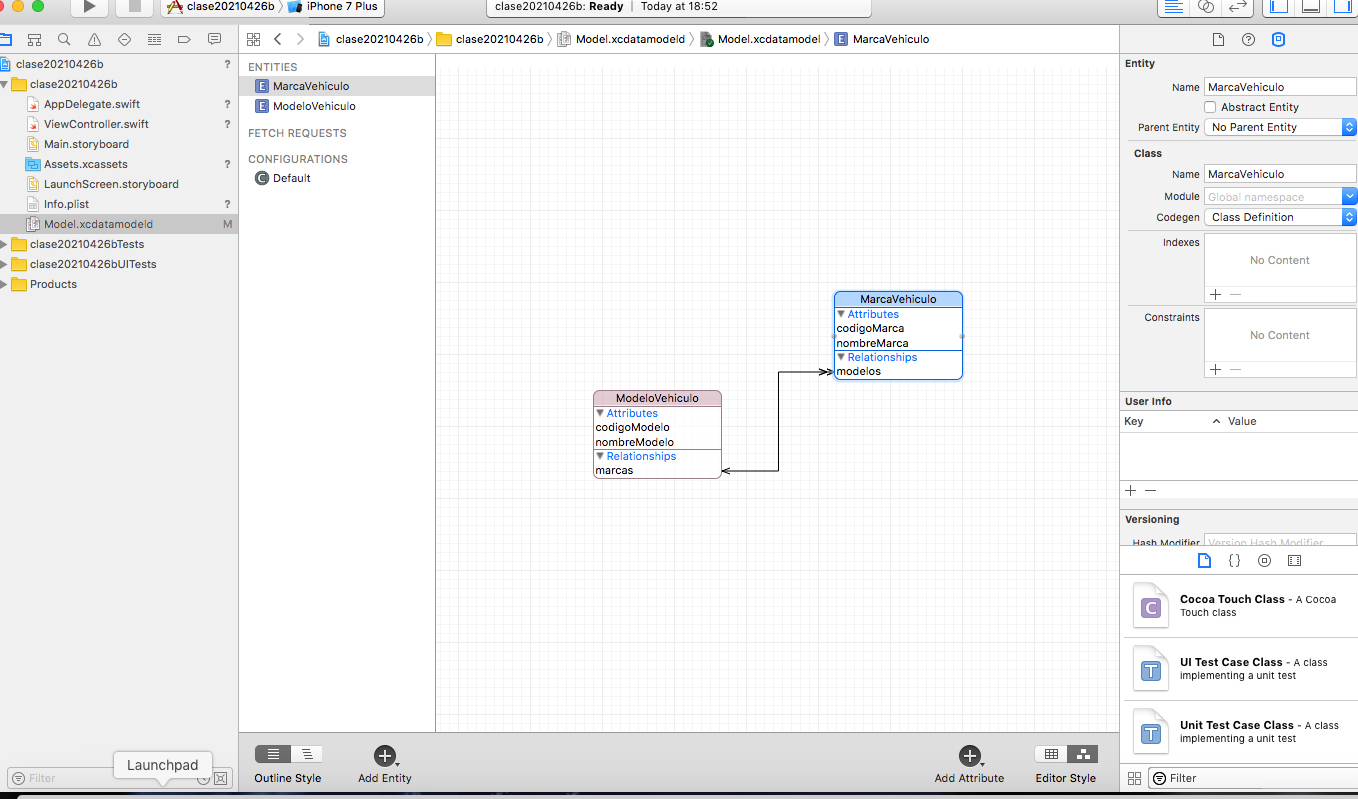 clase20210426b
iPhone 7 Plus
clase20210426b: Ready | Today at 18:52
clase20210426b
clase20210426b
Model.xcdatamodeld
Model.xcdatamodel
MarcaVehiculo
clase20210426b ?
clase20210426b
AppDelegate.swift ?
ViewController.swift ?
Main.storyboard
Assets.xcassets ?
LaunchScreen.storyboard
Info.plist ?
Model.xcdatamodeld M
clase20210426bTests
clase20210426bUITests
Products
Launchpad
Filter
ENTITIES
E MarcaVehiculo
E ModeloVehiculo
FETCH REQUESTS
CONFIGURATIONS
C Default
MarcaVehiculo
Attributes
codigoMarca
nombreMarca
Relationships
modelos
ModeloVehiculo
Attributes
codigoModelo
nombreModelo
Relationships
marcas
Outline Style
Add Entity
Add Attribute
Editor Style
Entity
Name MarcaVehiculo
Abstract Entity
Parent Entity No Parent Entity
Class
Name MarcaVehiculo
Module Global namespace
Codegen Class Definition
Indexes
No Content
Constraints
No Content
User Info
Key Value
Versioning
Hash Modifier Version Hash Modifier
{}
C
Cocoa Touch Class - A Cocoa
Touch class
T
UI Test Case Class - A class
implementing a unit test
T
Unit Test Case Class - A class
implementing a unit test
Filter